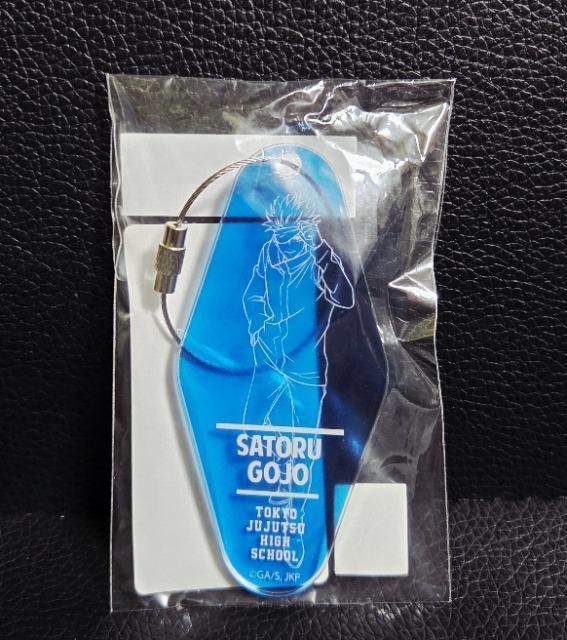 SATORU
GOJO
TOKYO
JUJUTSU
HIGH
SCHOOL
©GA/S, JKP